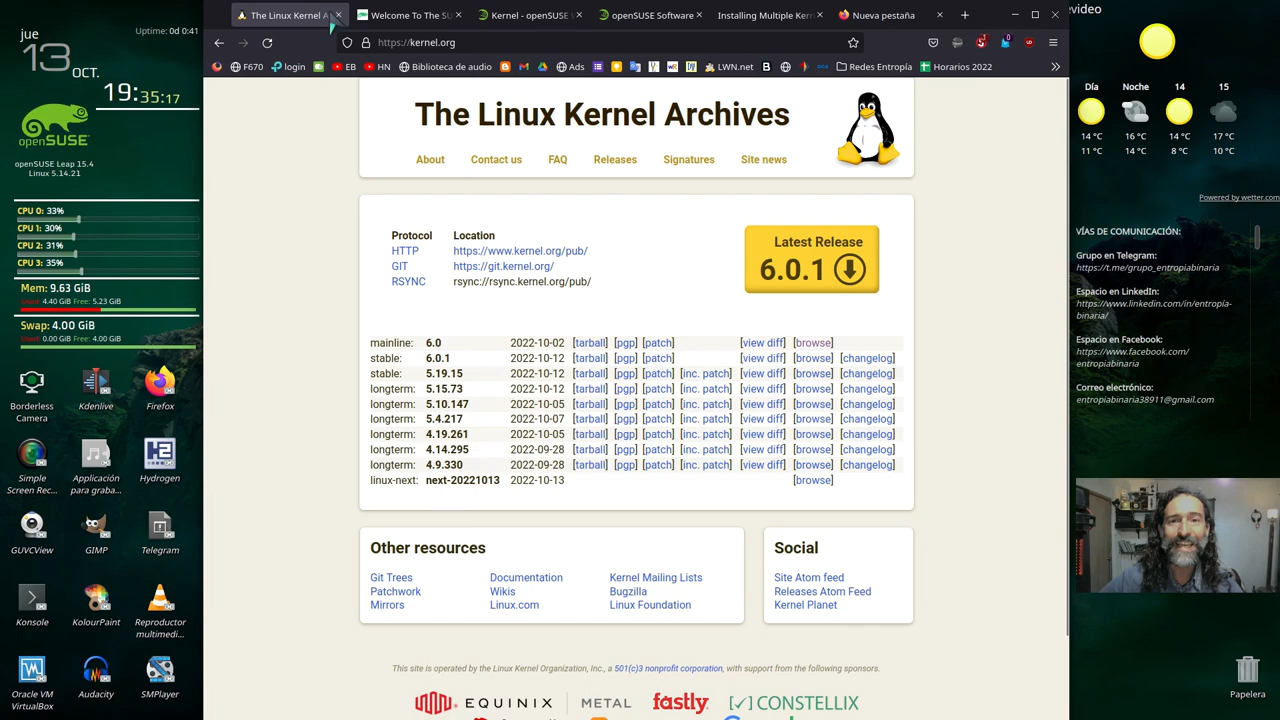 jue
13
OCT.
Uptime: 0d 0:41
19:35:17
openSUSE
openSUSE Leap 15.4
Linux 5.14.21
CPU 0: 33%
CPU 1: 30%
CPU 2: 31%
CPU 3: 35%
Mem: 9.63 GiB
Used: 4.40 GiB Free: 5.23 GiB
Swap: 4.00 GiB
Used: 0.00 GiB Free: 4.00 GiB
Borderless Camera
Kdenlive
Firefox
Simple Screen Rec...
Aplicación para graba...
Hydrogen
GUVCView
GIMP
Telegram
Konsole
KolourPaint
Reproductor multimedi...
Oracle VM VirtualBox
Audacity
SMPlayer
The Linux Kernel A
Welcome To The SU
Kernel - openSUSE
openSUSE Software
Installing Multiple Kern
Nueva pestaña
https://kernel.org
F670
login
EB
HN
Biblioteca de audio
Ads
LWN.net
Redes Entropía
Horarios 2022
The Linux Kernel Archives
About Contact us FAQ Releases Signatures Site news
Protocol Location
HTTP https://www.kernel.org/pub/
GIT https://git.kernel.org/
RSYNC rsync://rsync.kernel.org/pub/
Latest Release
6.0.1
mainline: 6.0 2022-10-02 [tarball] [pgp] [patch] [view diff] [browse]
stable: 6.0.1 2022-10-12 [tarball] [pgp] [patch] [view diff] [browse] [changelog]
stable: 5.19.15 2022-10-12 [tarball] [pgp] [patch] [inc. patch] [view diff] [browse] [changelog]
longterm: 5.15.73 2022-10-12 [tarball] [pgp] [patch] [inc. patch] [view diff] [browse] [changelog]
longterm: 5.10.147 2022-10-05 [tarball] [pgp] [patch] [inc. patch] [view diff] [browse] [changelog]
longterm: 5.4.217 2022-10-07 [tarball] [pgp] [patch] [inc. patch] [view diff] [browse] [changelog]
longterm: 4.19.261 2022-10-05 [tarball] [pgp] [patch] [inc. patch] [view diff] [browse] [changelog]
longterm: 4.14.295 2022-09-28 [tarball] [pgp] [patch] [inc. patch] [view diff] [browse] [changelog]
longterm: 4.9.330 2022-09-28 [tarball] [pgp] [patch] [inc. patch] [view diff] [browse] [changelog]
linux-next: next-20221013 2022-10-13 [browse]
Other resources
Git Trees Documentation Kernel Mailing Lists
Patchwork Wikis Bugzilla
Mirrors Linux.com Linux Foundation
Social
Site Atom feed
Releases Atom Feed
Kernel Planet
This site is operated by the Linux Kernel Organization, Inc., a 501(c)3 nonprofit corporation, with support from the following sponsors.
EQUINIX METAL fastly. CONSTELLIX
evideo
Día Noche 14 15
14 °C 16 °C 14 °C 17 °C
11 °C 14 °C 8 °C 10 °C
Powered by wetter.com
VÍAS DE COMUNICACIÓN:
Grupo en Telegram:
https://t.me/grupo_entropiabinaria
Espacio en LinkedIn:
https://www.linkedin.com/in/entropía-
binaria/
Espacio en Facebook:
https://www.facebook.com/
entropiabinaria
Correo electrónico:
entropiabinaria38911@gmail.com
Papelera